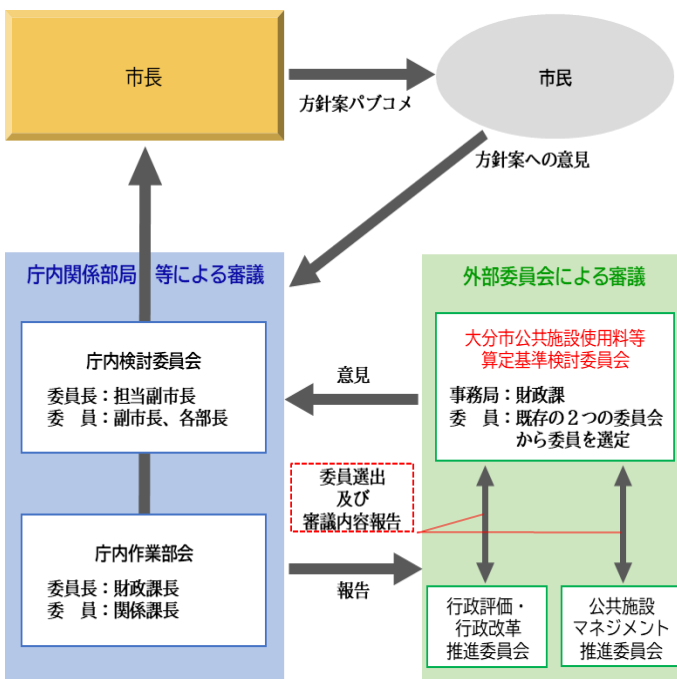 市長
方針案パブコメ
市民
方針案への意見
庁内関係部局 等による審議
庁内検討委員会
委員長：担当副市長
委　員：副市長、各部長
庁内作業部会
委員長：財政課長
委　員：関係課長
意見
委員選出
及び
審議内容報告
報告
外部委員会による審議
大分市公共施設使用料等
算定基準検討委員会
事務局：財政課
委　員：既存の２つの委員会
から委員を選定
行政評価・
行政改革
推進委員会
公共施設
マネジメント
推進委員会